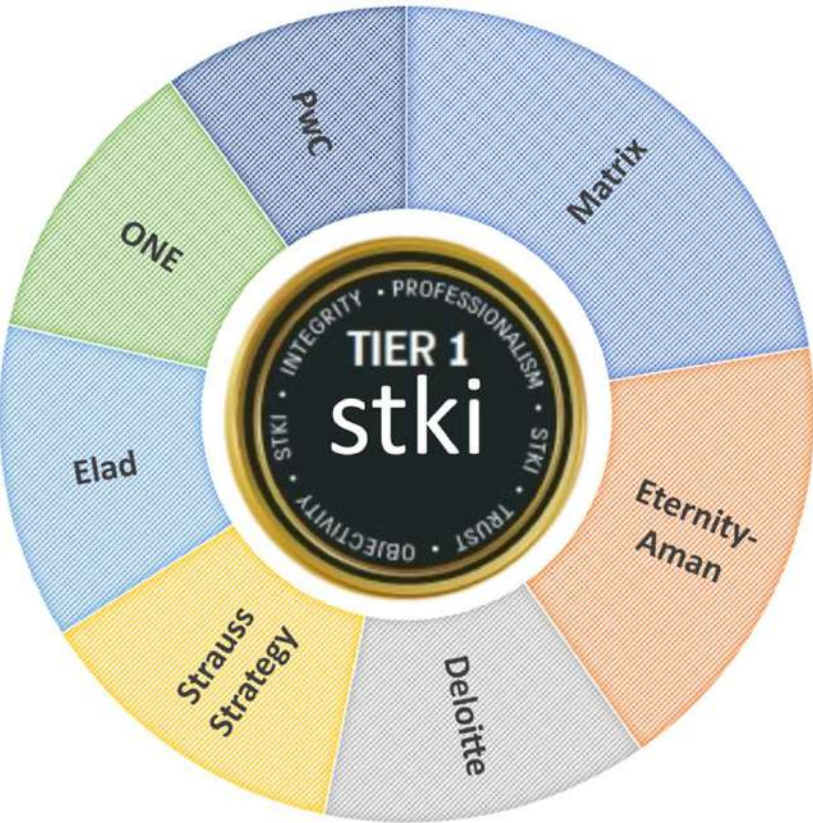 PwC
Matrix
ONE
INTEGRITY • PROFESSIONALISM • STKI • TRUST • OBJECTIVITY • STKI •
TIER 1
stki
Elad
Eternity-
Aman
Strauss
Strategy
Deloitte